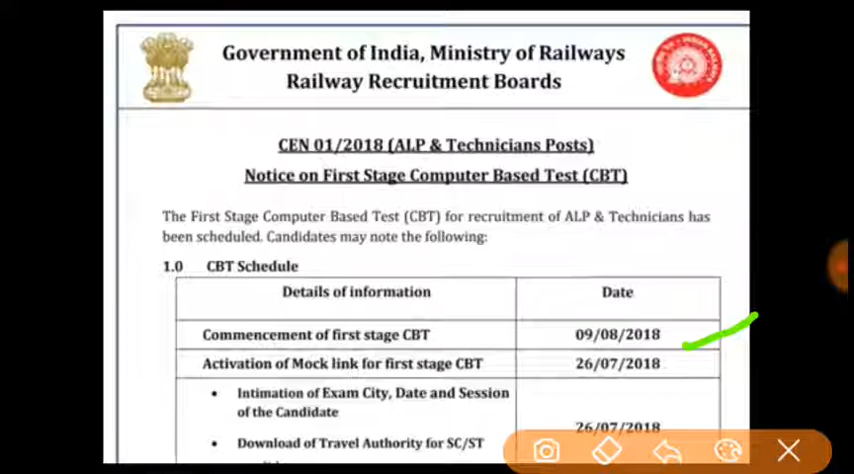 Government of India, Ministry of Railways
Railway Recruitment Boards
CEN 01/2018 (ALP & Technicians Posts)
Notice on First Stage Computer Based Test (CBT)
The First Stage Computer Based Test (CBT) for recruitment of ALP & Technicians has
been scheduled. Candidates may note the following:
1.0 CBT Schedule
Details of information Date
Commencement of first stage CBT 09/08/2018
Activation of Mock link for first stage CBT 26/07/2018
• Intimation of Exam City, Date and Session
of the Candidate
26/07/2018
• Download of Travel Authority for SC/ST